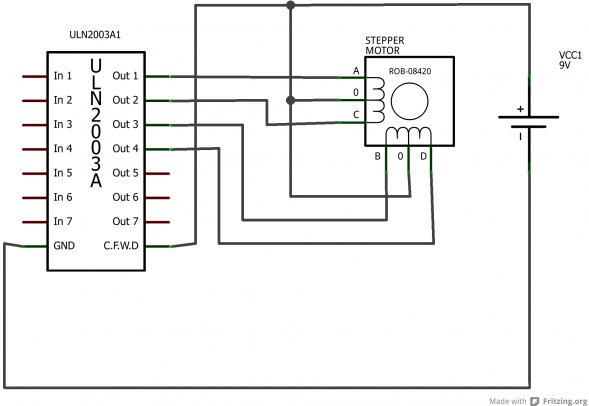 ULN2003A1
ULN2003A
In 1
In 2
In 3
In 4
In 5
In 6
In 7
GND
Out 1
Out 2
Out 3
Out 4
Out 5
Out 6
Out 7
C.F.W.D
STEPPER
MOTOR
ROB-08420
A
0
C
B 0 D
VCC1
9V
+
-
Made with Fritzing.org